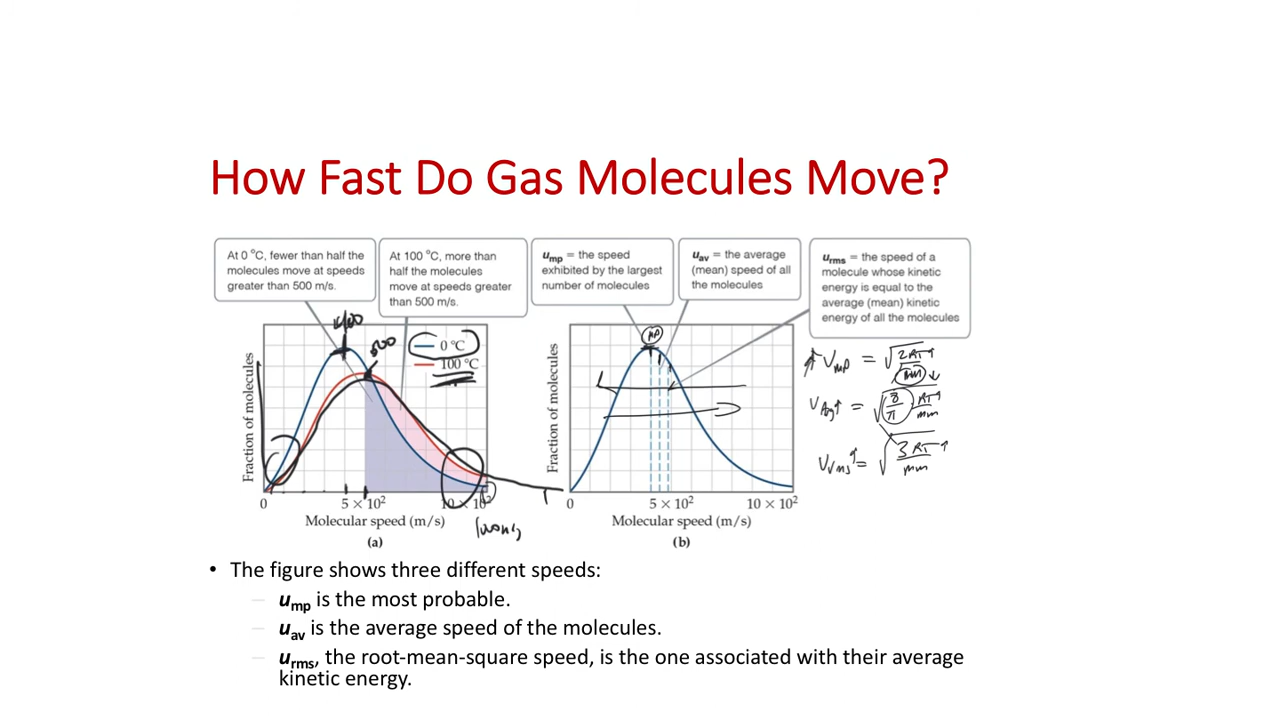 How Fast Do Gas Molecules Move?
At 0 °C, fewer than half the
molecules move at speeds
greater than 500 m/s.
At 100 °C, more than
half the molecules
move at speeds greater
than 500 m/s.
u_mp = the speed
exhibited by the largest
number of molecules
u_av = the average
(mean) speed of all
the molecules
u_rms = the speed of a
molecule whose kinetic
energy is equal to the
average (mean) kinetic
energy of all the molecules
500
0 °C
100 °C
Fraction of molecules
0
5 × 10²
10 × 10²
Molecular speed (m/s)
(a)
MP
Fraction of molecules
0
5 × 10²
10 × 10²
Molecular speed (m/s)
(b)
↑ V_mp = √(2RT↑/mm↓)
V_Avg↑ = √((8/π) RT↑/mm)
V_rms↑ = √(3RT↑/mm)
• The figure shows three different speeds:
– u_mp is the most probable.
– u_av is the average speed of the molecules.
– u_rms, the root-mean-square speed, is the one associated with their average
kinetic energy.